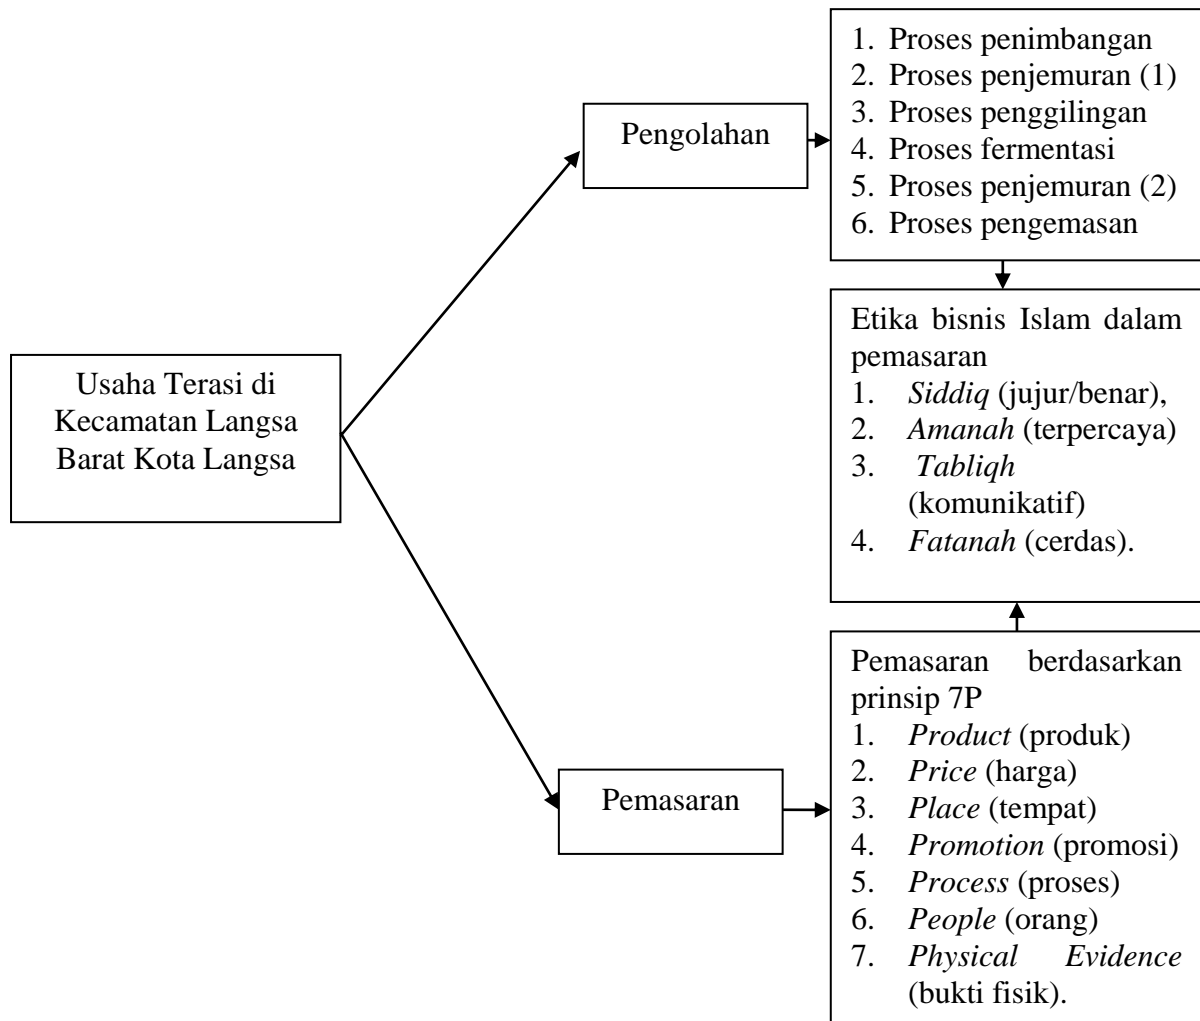 Usaha Terasi di
Kecamatan Langsa
Barat Kota Langsa
Pengolahan
1. Proses penimbangan
2. Proses penjemuran (1)
3. Proses penggilingan
4. Proses fermentasi
5. Proses penjemuran (2)
6. Proses pengemasan
Etika bisnis Islam dalam
pemasaran
1. Siddiq (jujur/benar),
2. Amanah (terpercaya)
3. Tabliqh
(komunikatif)
4. Fatanah (cerdas).
Pemasaran
Pemasaran berdasarkan
prinsip 7P
1. Product (produk)
2. Price (harga)
3. Place (tempat)
4. Promotion (promosi)
5. Process (proses)
6. People (orang)
7. Physical Evidence
(bukti fisik).